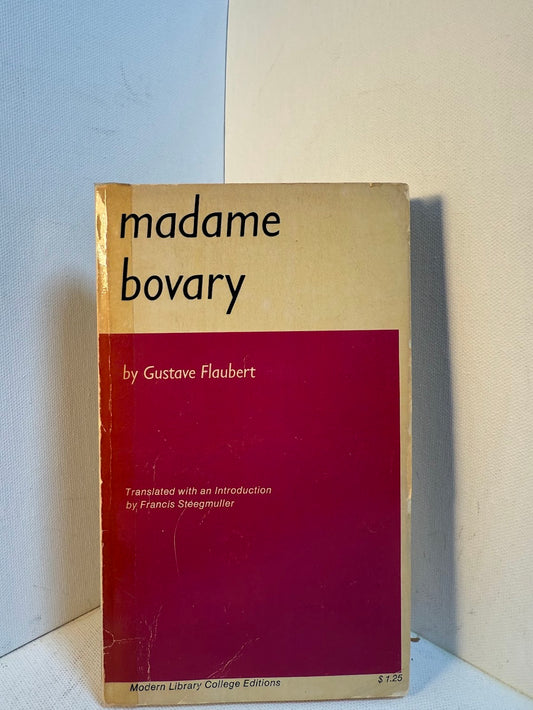 madame
bovary
by Gustave Flaubert
Translated with an Introduction
by Francis Steegmuller
Modern Library College Editions
$1.25